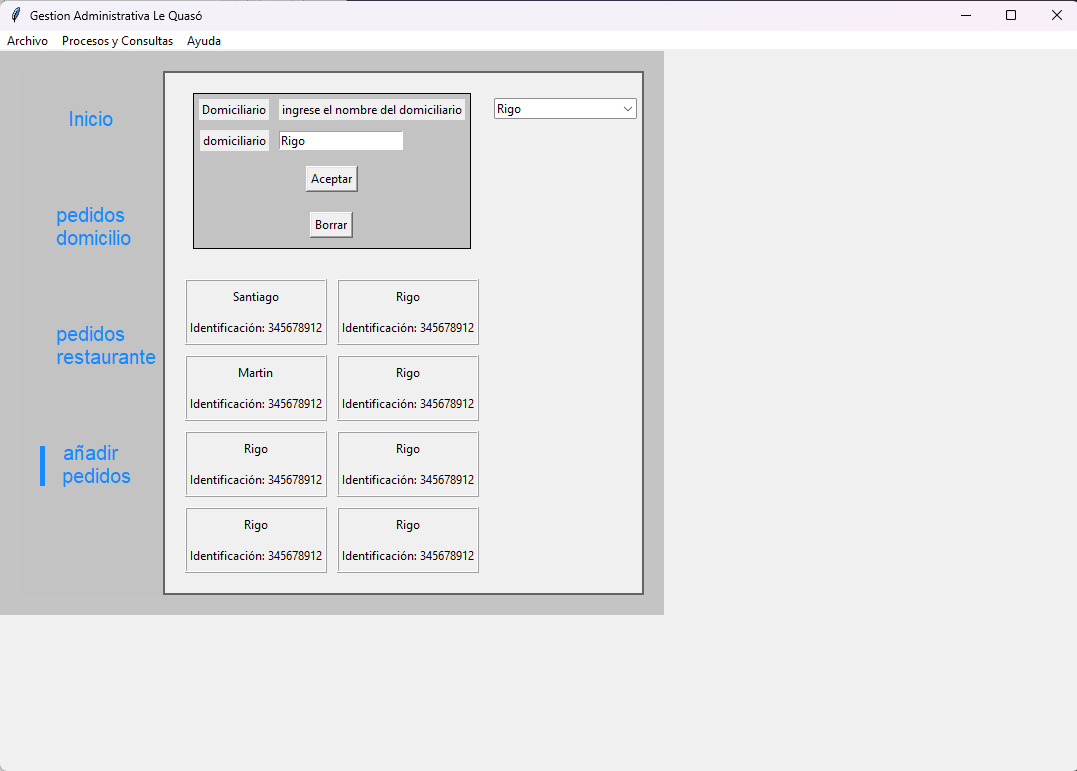 Gestion Administrativa Le Quasó
Archivo Procesos y Consultas Ayuda
Inicio
pedidos
domicilio
pedidos
restaurante
añadir
pedidos
Domiciliario ingrese el nombre del domiciliario
domiciliario Rigo
Aceptar
Borrar
Rigo
Santiago
Identificación: 345678912
Rigo
Identificación: 345678912
Martin
Identificación: 345678912
Rigo
Identificación: 345678912
Rigo
Identificación: 345678912
Rigo
Identificación: 345678912
Rigo
Identificación: 345678912
Rigo
Identificación: 345678912